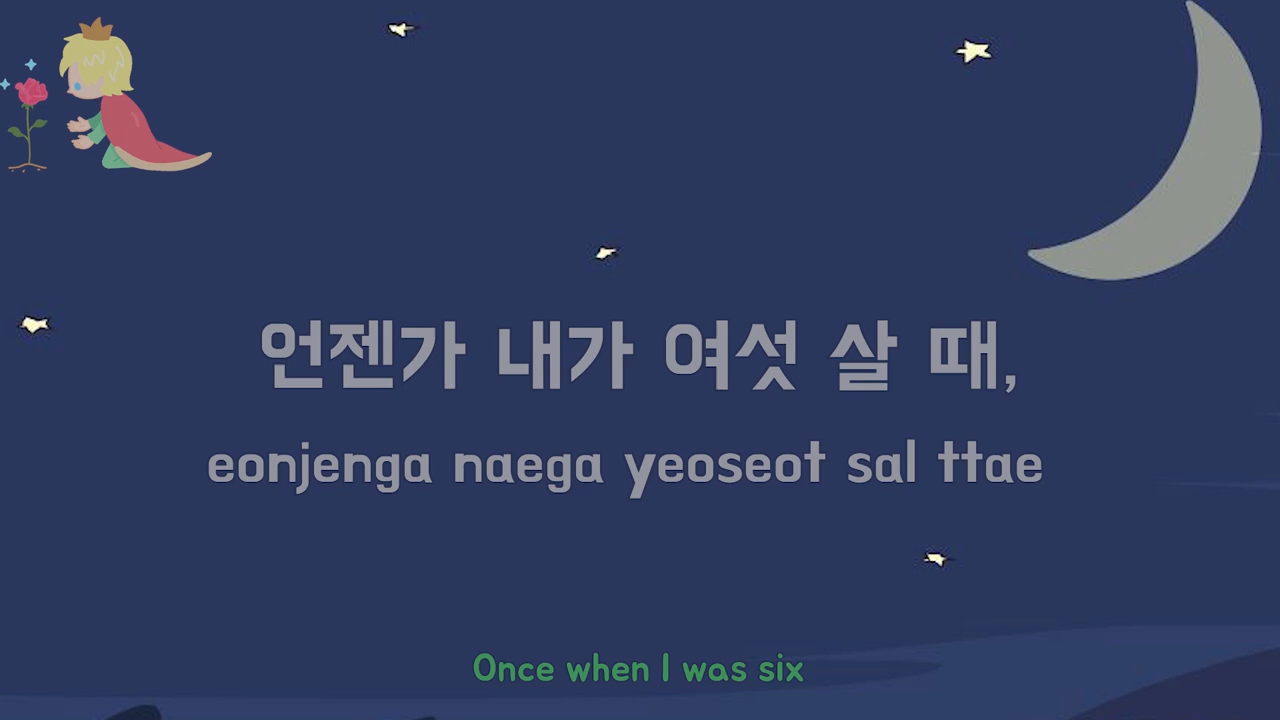 언젠가 내가 여섯 살 때,
eonjenga naega yeoseot sal ttae
Once when I was six